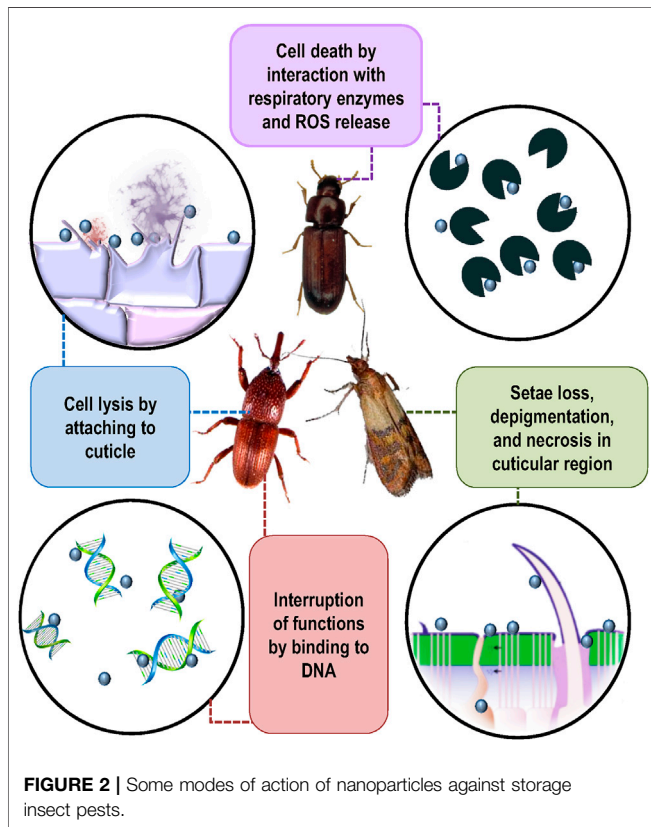 Cell death by
interaction with
respiratory enzymes
and ROS release
Cell lysis by
attaching to
cuticle
Setae loss,
depigmentation,
and necrosis in
cuticular region
Interruption
of functions
by binding to
DNA
FIGURE 2 | Some modes of action of nanoparticles against storage
insect pests.